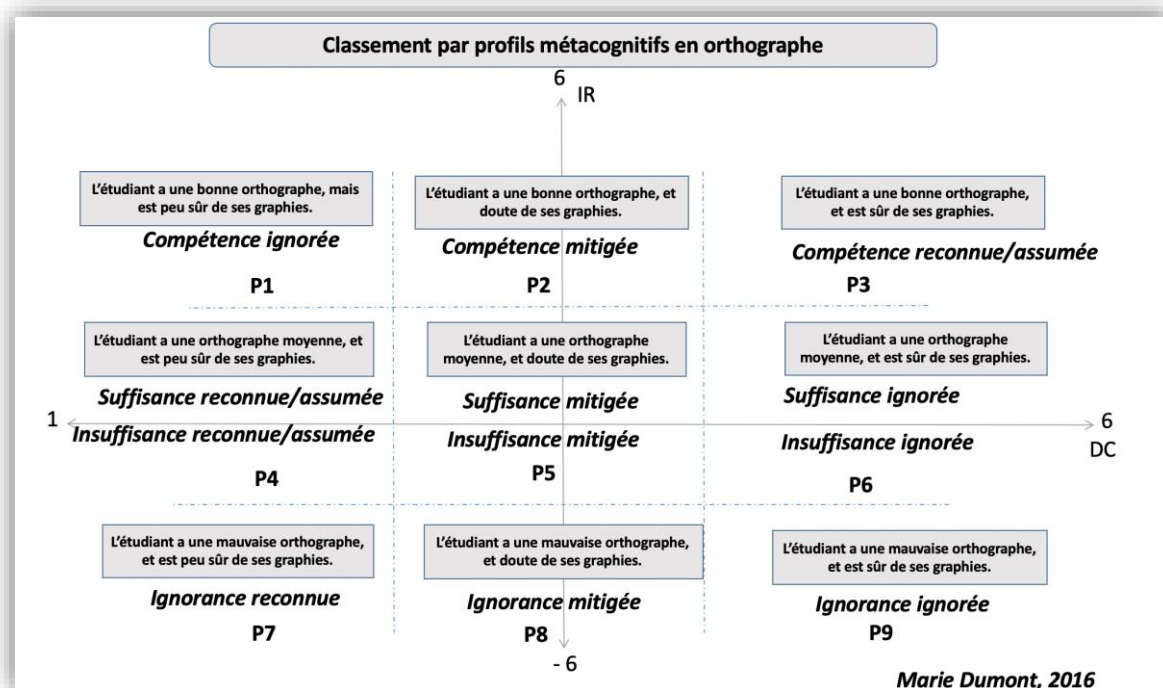 Classement par profils métacognitifs en orthographe
6
IR
L'étudiant a une bonne orthographe, mais
est peu sûr de ses graphies.
Compétence ignorée
P1
L'étudiant a une bonne orthographe, et
doute de ses graphies.
Compétence mitigée
P2
L'étudiant a une bonne orthographe,
et est sûr de ses graphies.
Compétence reconnue/assumée
P3
L'étudiant a une orthographe moyenne, et
est peu sûr de ses graphies.
Suffisance reconnue/assumée
1
Insuffisance reconnue/assumée
P4
L'étudiant a une orthographe
moyenne, et doute de ses graphies.
Suffisance mitigée
Insuffisance mitigée
P5
L'étudiant a une orthographe
moyenne, et est sûr de ses graphies.
Suffisance ignorée
Insuffisance ignorée
P6
6
DC
L'étudiant a une mauvaise orthographe,
et est peu sûr de ses graphies.
Ignorance reconnue
P7
L'étudiant a une mauvaise orthographe,
et doute de ses graphies.
Ignorance mitigée
P8
L'étudiant a une mauvaise orthographe,
et est sûr de ses graphies.
Ignorance ignorée
P9
- 6
Marie Dumont, 2016